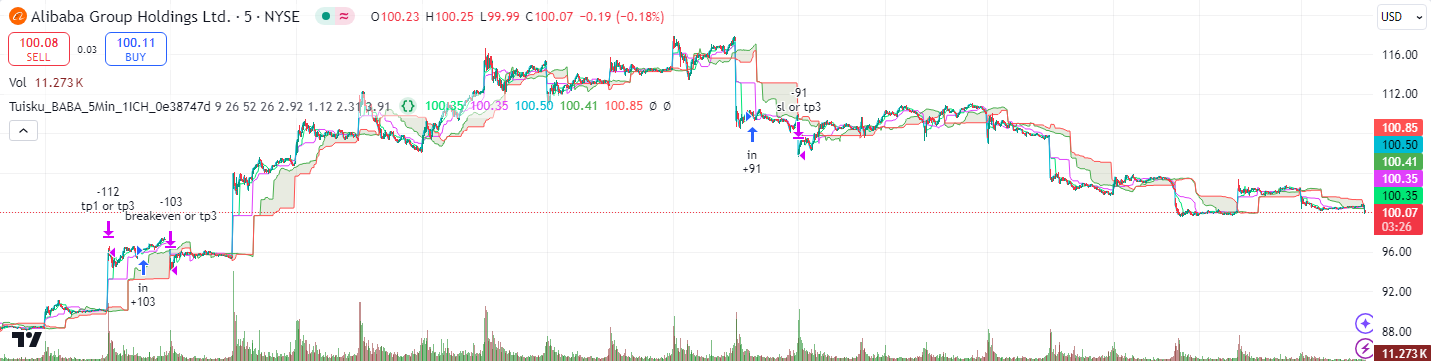 Alibaba Group Holdings Ltd. · 5 · NYSE O100.23 H100.25 L99.99 C100.07 −0.19 (−0.18%)
USD
100.08 SELL
0.03
100.11 BUY
Vol 11.273 K
Tuisku_BABA_5Min_1ICH_0e38747d 9 26 52 26 2.92 1.12 2.31 3.91 100.35 100.35 100.50 100.41 100.85 Ø Ø
116.00
112.00
100.85
100.50
100.41
100.35
100.35
100.07
03:26
96.00
92.00
88.00
11.273 K
-112
tp1 or tp3
-103
breakeven or tp3
in
+103
in
+91
-91
sl or tp3